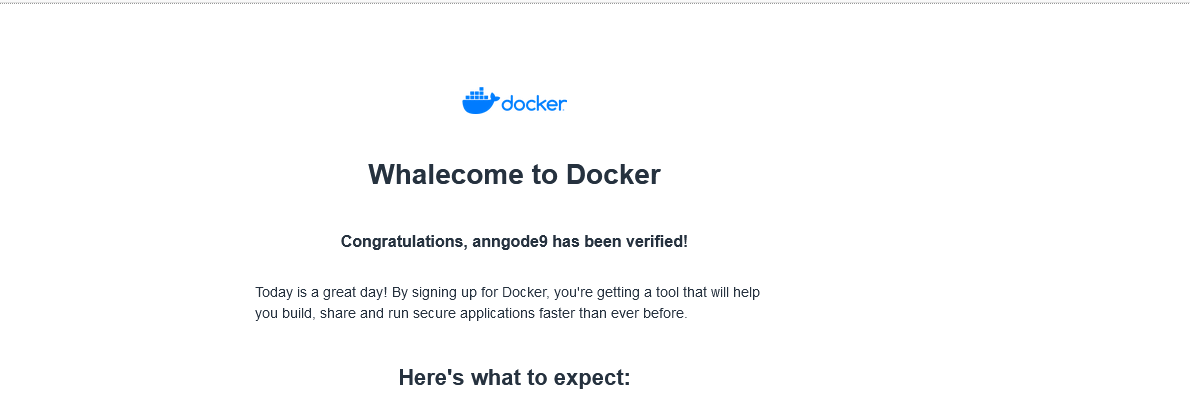 docker
Whalecome to Docker
Congratulations, anngode9 has been verified!
Today is a great day! By signing up for Docker, you're getting a tool that will help
you build, share and run secure applications faster than ever before.
Here's what to expect: